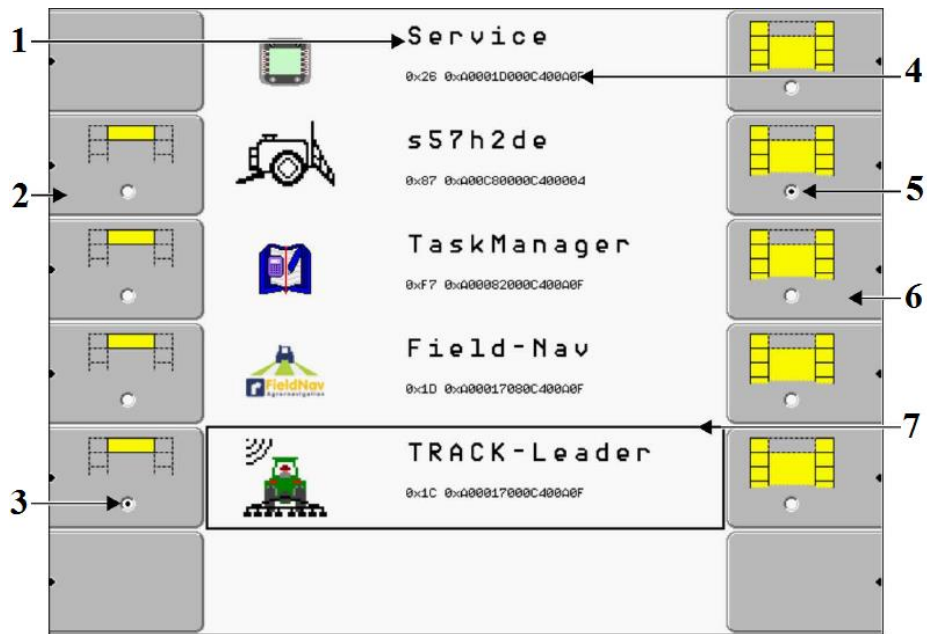 1
Service
4
0x26 0xA0001D000C400A0F
s57h2de
2
0x87 0xA00C80000C400004
5
TaskManager
0xF7 0xA00082000C400A0F
6
Field-Nav
FieldNav
Agrarnavigation
0x1D 0xA00017080C400A0F
7
TRACK-Leader
3
0x1C 0xA00017000C400A0F